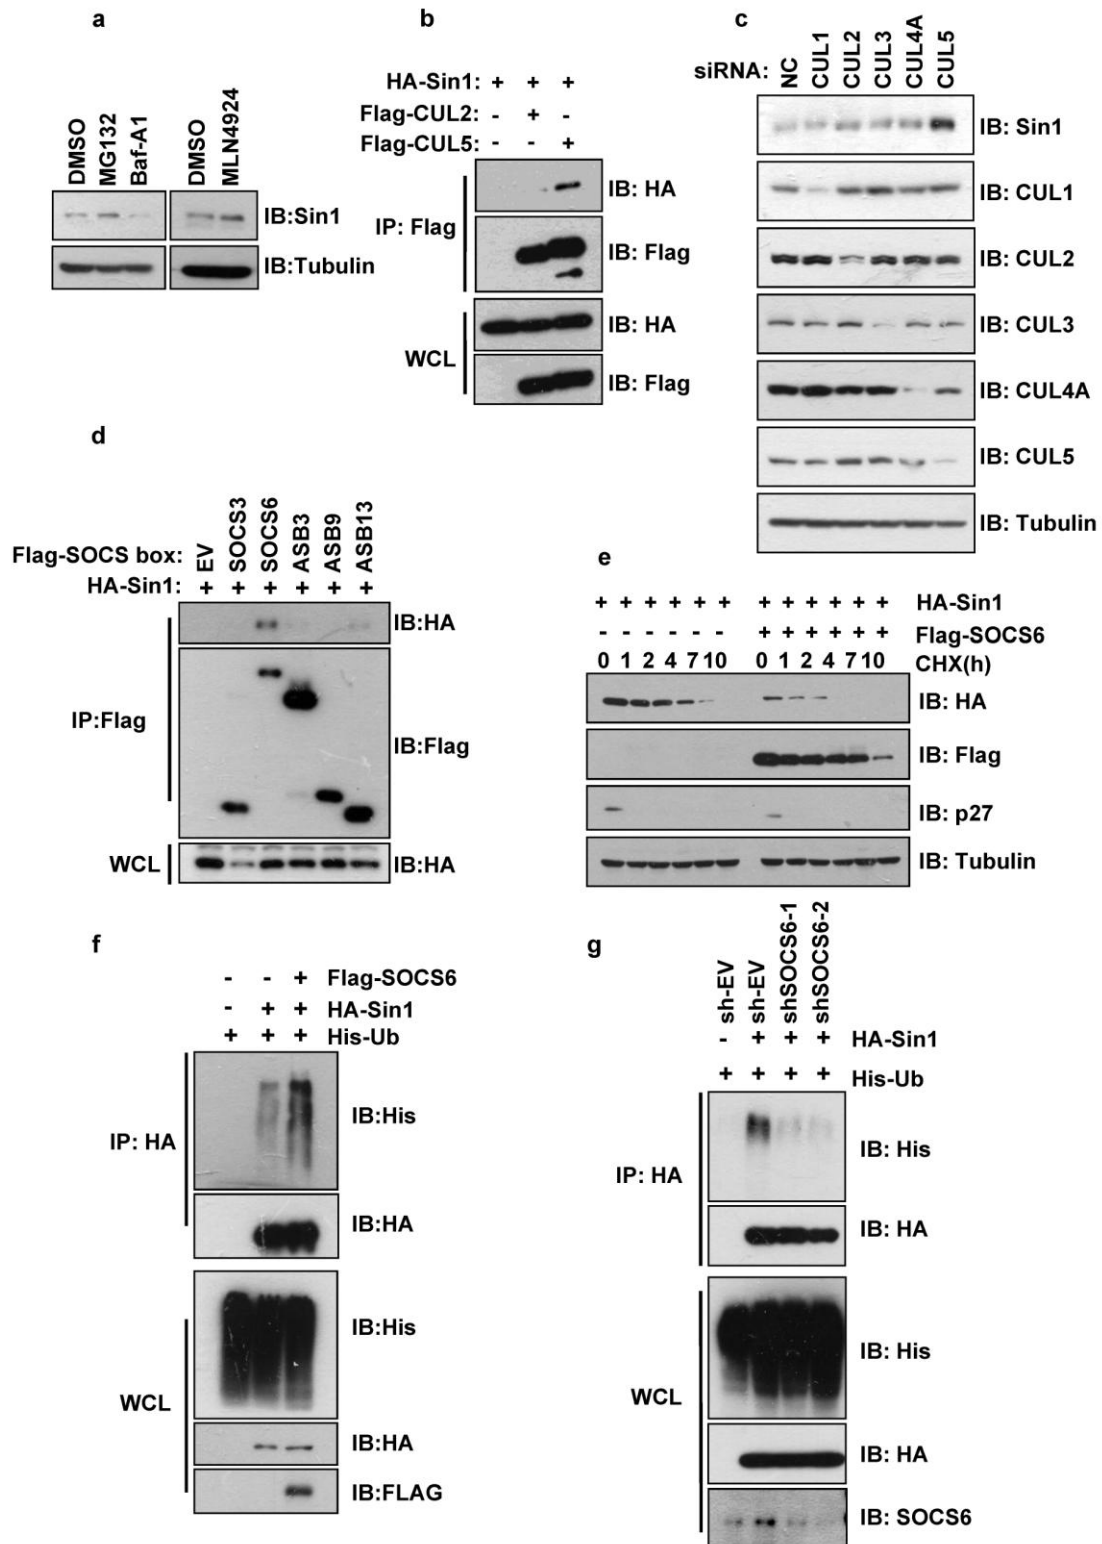 a
DMSO MG132 Baf-A1 DMSO MLN4924
IB:Sin1
IB:Tubulin
b
HA-Sin1: + + +
Flag-CUL2: - + -
Flag-CUL5: - - +
IP: Flag
IB: HA
IB: Flag
WCL
IB: HA
IB: Flag
c
siRNA: NC CUL1 CUL2 CUL3 CUL4A CUL5
IB: Sin1
IB: CUL1
IB: CUL2
IB: CUL3
IB: CUL4A
IB: CUL5
IB: Tubulin
d
Flag-SOCS box: EV SOCS3 SOCS6 ASB3 ASB9 ASB13
HA-Sin1: + + + + + +
IP:Flag
IB:HA
IB:Flag
WCL
IB:HA
e
+ + + + + + + + + + + + HA-Sin1
- - - - - - + + + + + + Flag-SOCS6
0 1 2 4 7 10 0 1 2 4 7 10 CHX(h)
IB: HA
IB: Flag
IB: p27
IB: Tubulin
f
- - + Flag-SOCS6
- + + HA-Sin1
+ + + His-Ub
IP: HA
IB:His
IB:HA
WCL
IB:His
IB:HA
IB:FLAG
g
sh-EV sh-EV shSOCS6-1 shSOCS6-2
- + + + HA-Sin1
+ + + + His-Ub
IP: HA
IB: His
IB: HA
WCL
IB: His
IB: HA
IB: SOCS6